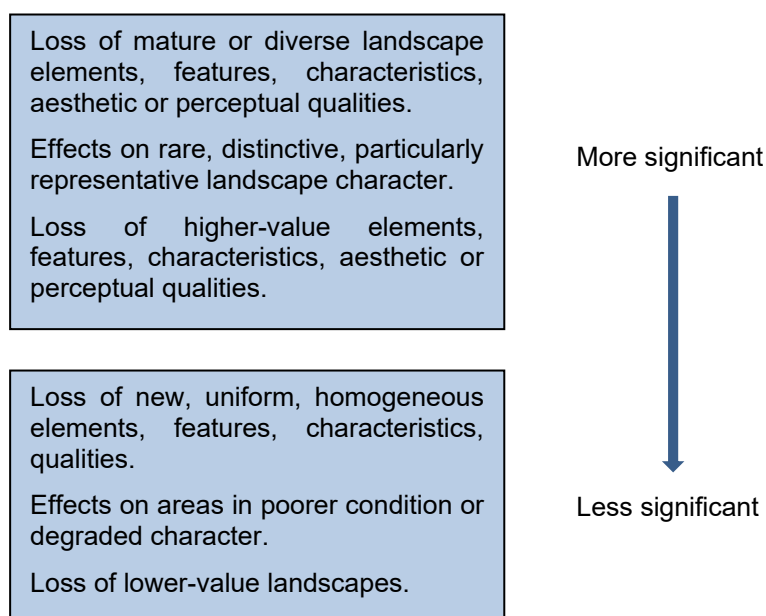 Loss of mature or diverse landscape
elements, features, characteristics,
aesthetic or perceptual qualities.
Effects on rare, distinctive, particularly
representative landscape character.
Loss of higher-value elements,
features, characteristics, aesthetic or
perceptual qualities.
More significant
Loss of new, uniform, homogeneous
elements, features, characteristics,
qualities.
Effects on areas in poorer condition or
degraded character.
Loss of lower-value landscapes.
Less significant